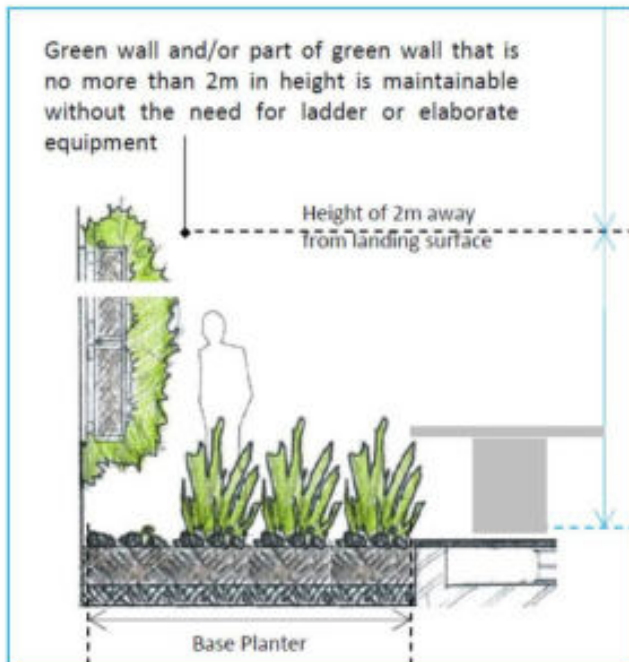 Green wall and/or part of green wall that is
no more than 2m in height is maintainable
without the need for ladder or elaborate
equipment
Height of 2m away
from landing surface
Base Planter